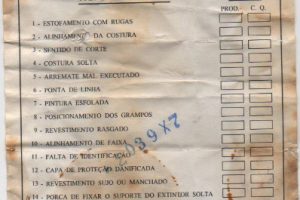 PROD. - C. Q.
1 - ESTOFAMENTO COM RUGAS
2 - ALINHAMENTO DA COSTURA
3 - SENTIDO DE CORTE
4 - COSTURA SOLTA
5 - ARREMATE MAL EXECUTADO
6 - PONTA DE LINHA
7 - PINTURA ESFOLADA
8 - POSICIONAMENTO DOS GRAMPOS
9 - REVESTIMENTO RASGADO
10 - ALINHAMENTO DE FAIXA
11 - FALTA DE IDENTIFICAÇÃO
12 - CAPA DE PROTEÇÃO DANIFICADA
13 - REVESTIMENTO SUJO OU MANCHADO
14 - PORCA DE FIXAR O SUPORTE DO EXTINTOR SOLTA